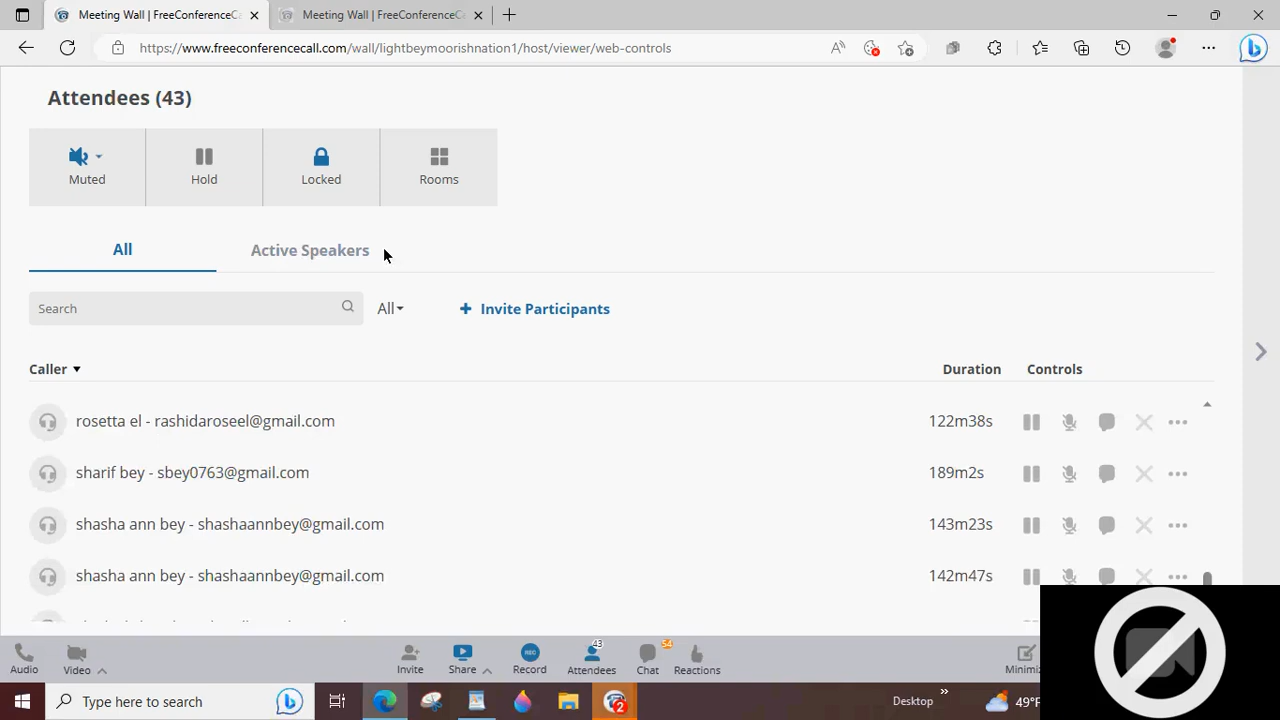 Meeting Wall | FreeConferenceC
Meeting Wall | FreeConferenceC
https://www.freeconferencecall.com/wall/lightbeymoorishnation1/host/viewer/web-controls
Attendees (43)
Muted
Hold
Locked
Rooms
All
Active Speakers
Search
All
+ Invite Participants
Caller
Duration
Controls
rosetta el - rashidaroseel@gmail.com
122m38s
sharif bey - sbey0763@gmail.com
189m2s
shasha ann bey - shashaannbey@gmail.com
143m23s
shasha ann bey - shashaannbey@gmail.com
142m47s
Audio
Video
Invite
Share
REC
Record
43
Attendees
54
Chat
Reactions
Minimiz
Type here to search
2
Desktop
49°F